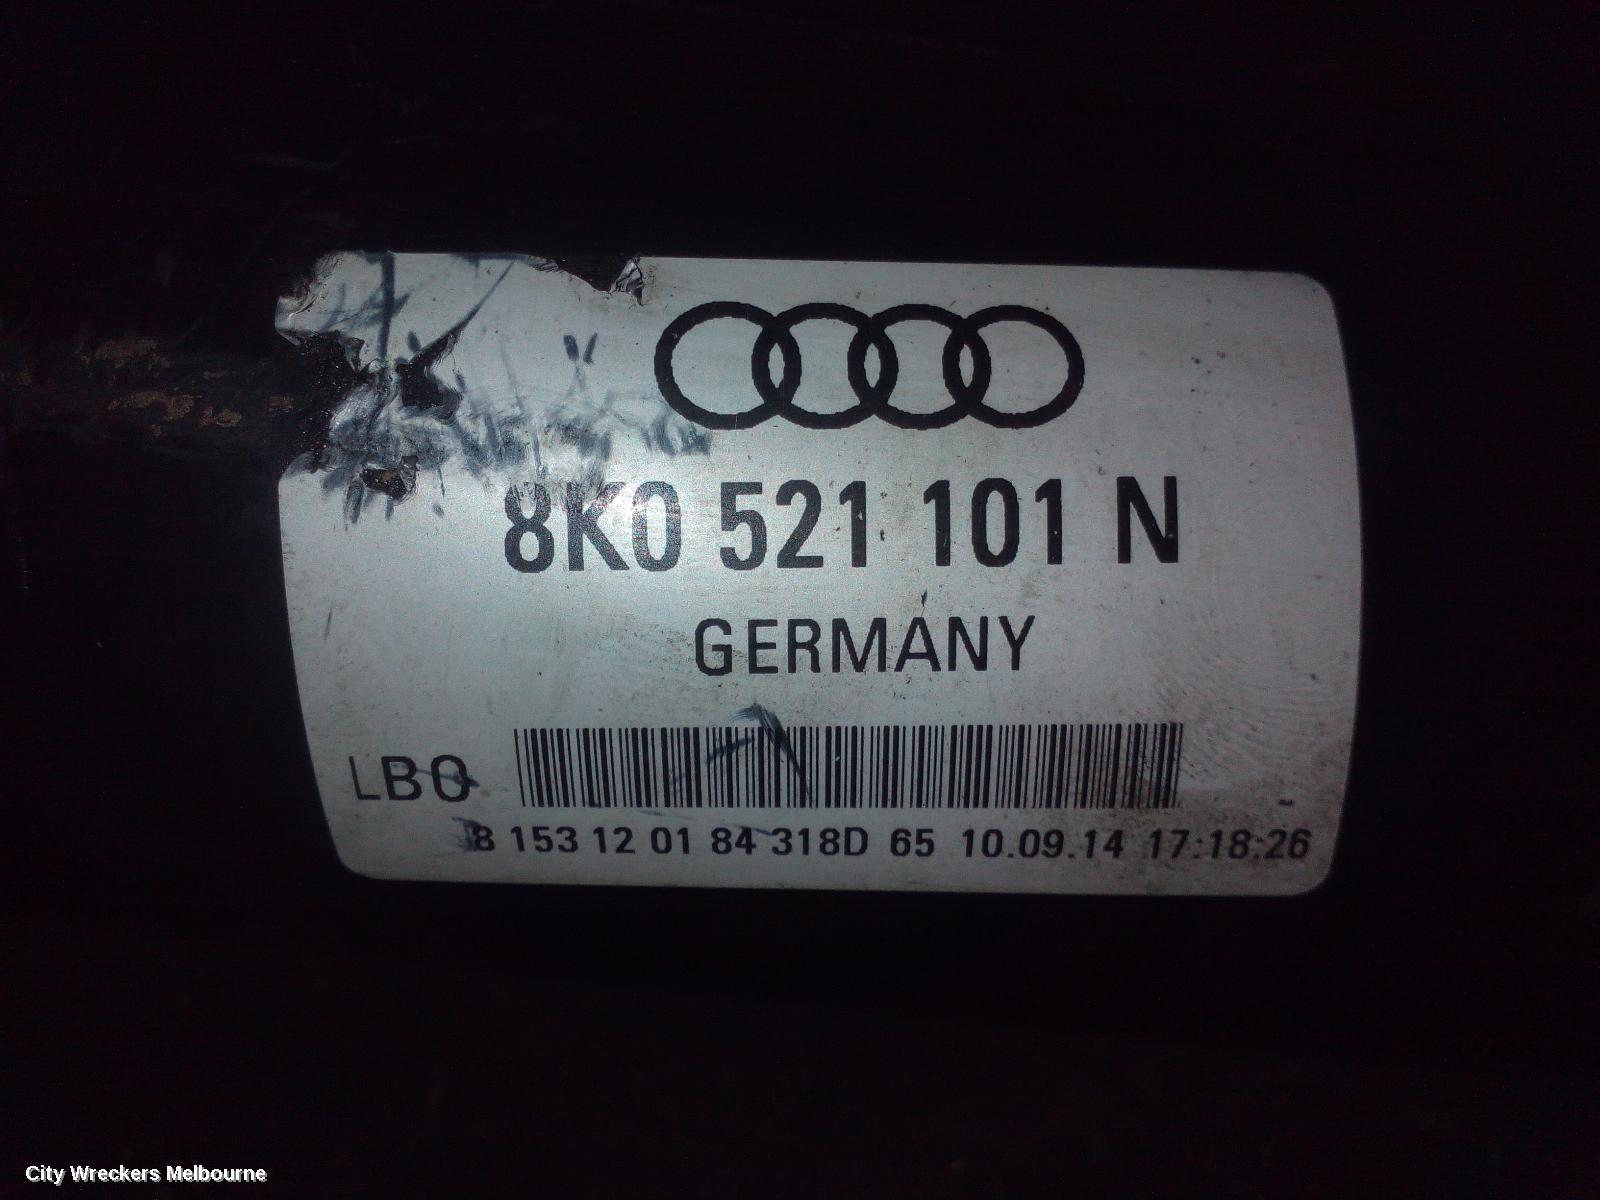 8K0 521 101 N
GERMANY
LBO
8 153 12 01 84 318D 65 10.09.14 17:18:26
City Wreckers Melbourne